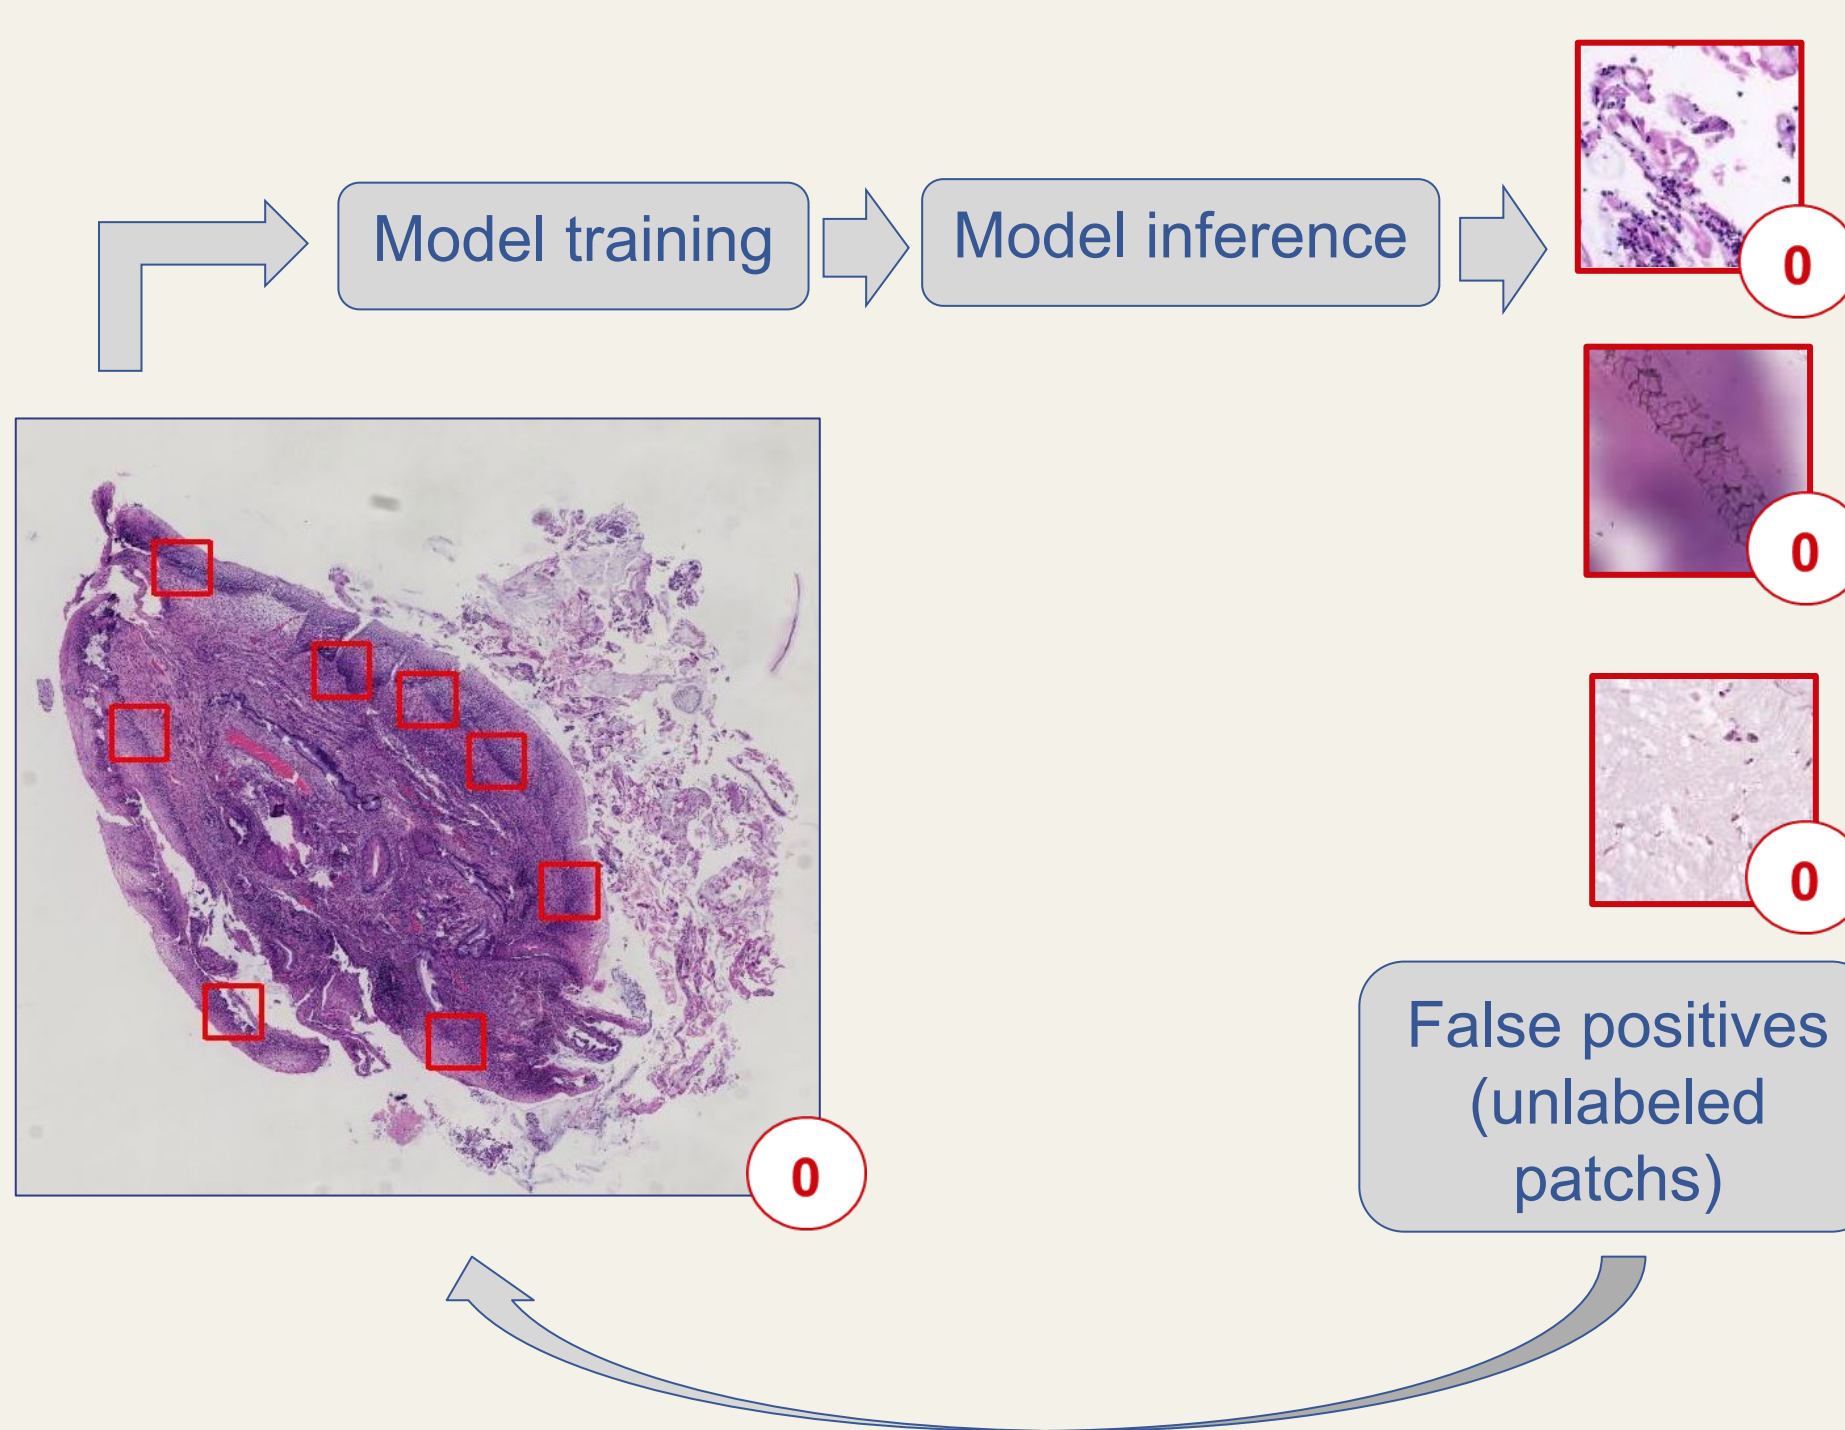 Model training
Model inference
0
0
0
0
False positives
(unlabeled
patchs)